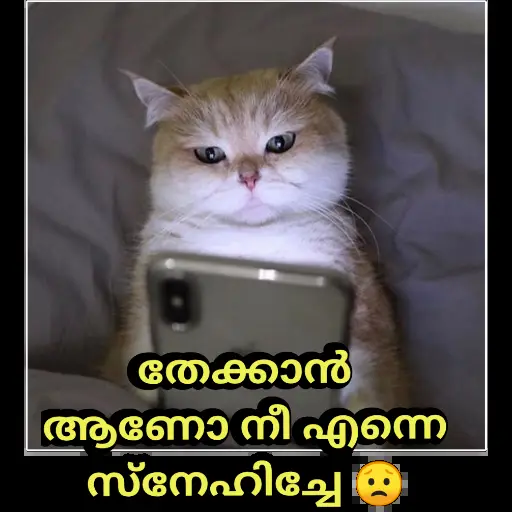 തേക്കാൻ
ആണോ നീ എന്നെ
സ്നേഹിച്ചേ 😟